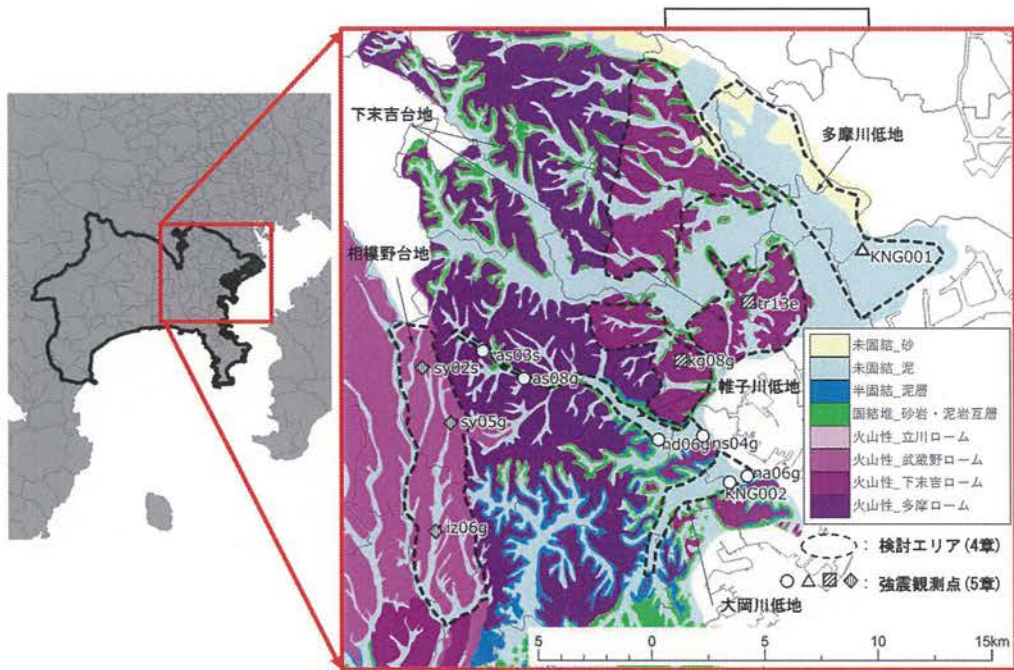 下末吉台地
多摩川低地
相模野台地
KNG001
tr13e
as03s
sy02s
as08g
kg08g
帷子川低地
sy05g
nd06g
ns04g
na06g
KNG002
iz06g
大岡川低地
未固結_砂
未固結_泥
半固結_泥層
固結堆_砂岩・泥岩互層
火山性_立川ローム
火山性_武蔵野ローム
火山性_下末吉ローム
火山性_多摩ローム
: 検討エリア(4章)
: 強震観測点(5章)
5 0 5 10 15km